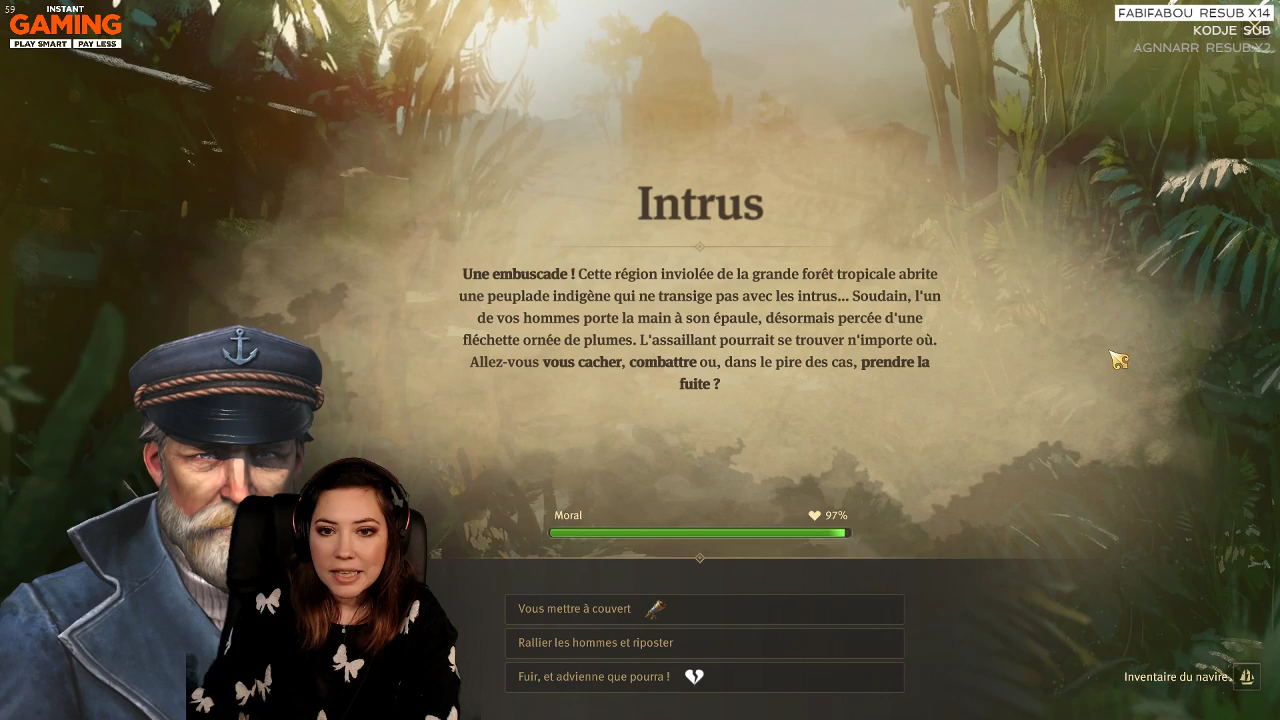 59
INSTANT
GAMING
PLAY SMART | PAY LESS
FABIFABOU RESUB X14
KODJE SUB
AGNNARR RESUB X2
Intrus
Une embuscade ! Cette région inviolée de la grande forêt tropicale abrite
une peuplade indigène qui ne transige pas avec les intrus... Soudain, l'un
de vos hommes porte la main à son épaule, désormais percée d'une
fléchette ornée de plumes. L'assaillant pourrait se trouver n'importe où.
Allez-vous vous cacher, combattre ou, dans le pire des cas, prendre la
fuite ?
Moral 97%
Vous mettre à couvert
Rallier les hommes et riposter
Fuir, et advienne que pourra !
Inventaire du navire